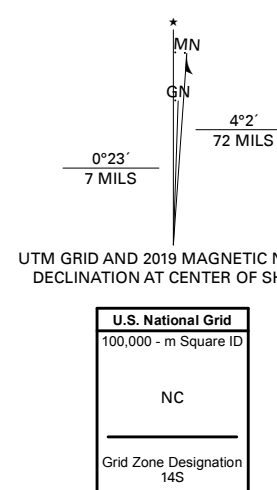 ★
MN
GN
4°2´
72 MILS
0°23´
7 MILS
UTM GRID AND 2019 MAGNETIC
DECLINATION AT CENTER OF
U.S. National Grid
100,000 - m Square ID
NC
Grid Zone Designation
14S